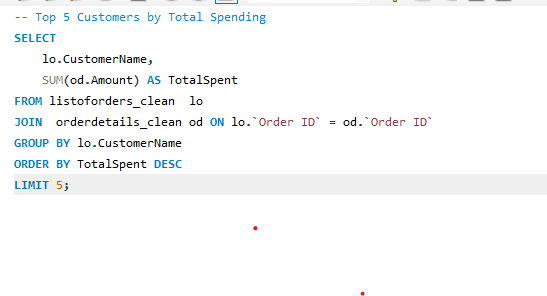 -- Top 5 Customers by Total Spending
SELECT
    lo.CustomerName,
    SUM(od.Amount) AS TotalSpent
FROM listoforders_clean  lo
JOIN  orderdetails_clean od ON lo.`Order ID` = od.`Order ID`
GROUP BY lo.CustomerName
ORDER BY TotalSpent DESC
LIMIT 5;